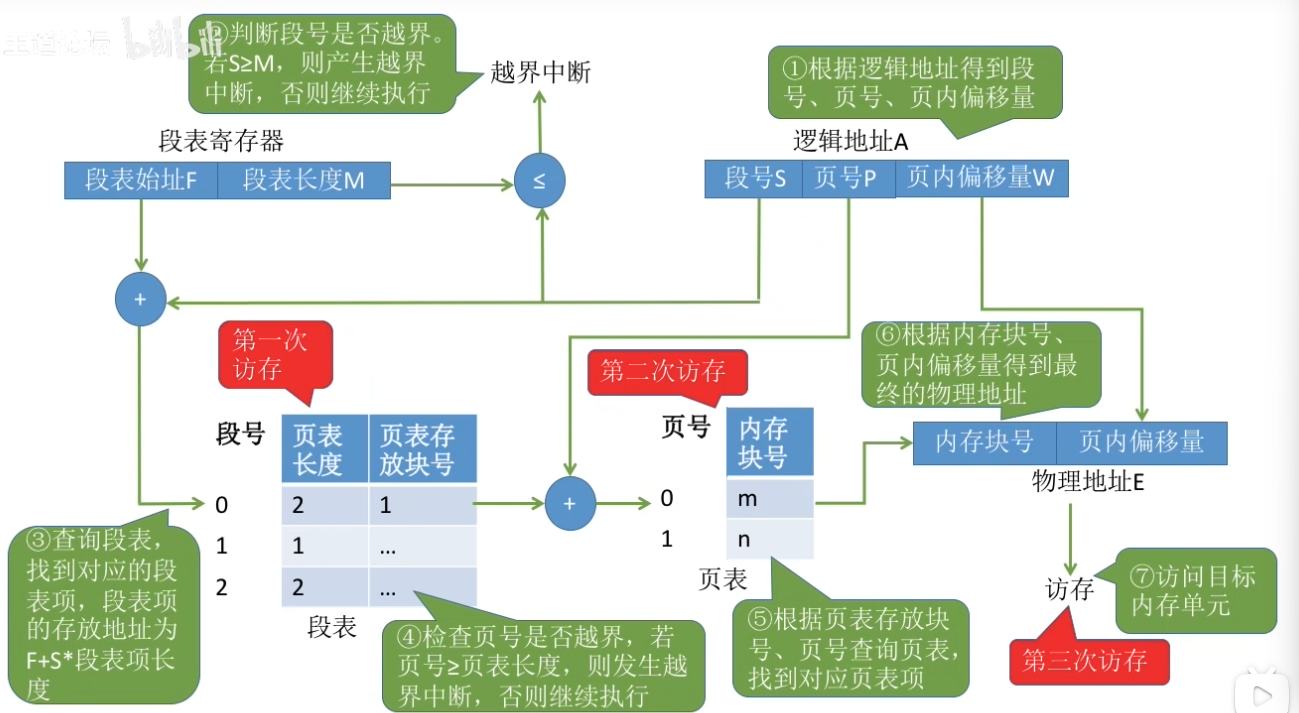 ②判断段号是否越界。
若S≥M，则产生越界
中断，否则继续执行
越界中断
①根据逻辑地址得到段
号、页号、页内偏移量
段表寄存器
逻辑地址A
段表始址F
段表长度M
≤
段号S
页号P
页内偏移量W
+
第一次
访存
第二次访存
⑥根据内存块号、
页内偏移量得到最
终的物理地址
段号
页表
长度
页表存
放块号
页号
内存
块号
内存块号
页内偏移量
物理地址E
0
2
1
+
0
m
1
1
...
1
n
2
2
...
段表
页表
③查询段表，
找到对应的段
表项，段表项
的存放地址为
F+S*段表项长
度
④检查页号是否越界，若
页号≥页表长度，则发生越
界中断，否则继续执行
⑤根据页表存放块
号、页号查询页表，
找到对应页表项
访存
⑦访问目标
内存单元
第三次访存
bilibili